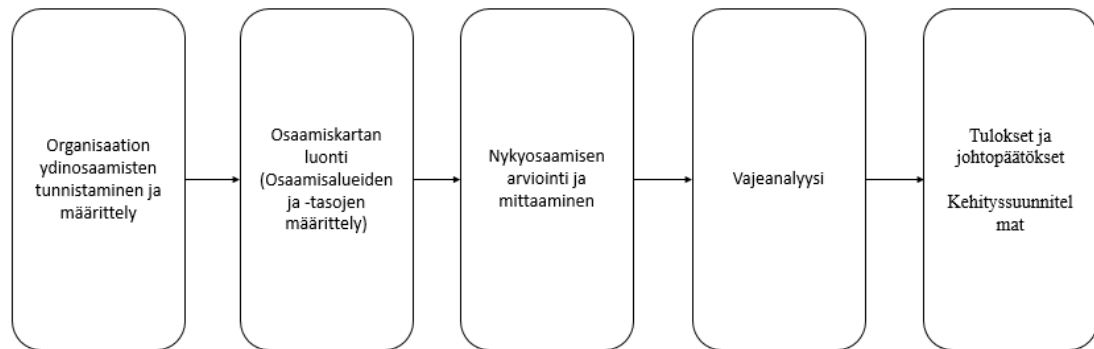 Organisaation
ydinosaamisten
tunnistaminen ja
määrittely
Osaamiskartan
luonti
(Osaamisalueiden
ja -tasojen
määrittely)
Nykyosaamisen
arviointi ja
mittaaminen
Vajeanalyysi
Tulokset ja
johtopäätökset
Kehityssuunnitel
mat